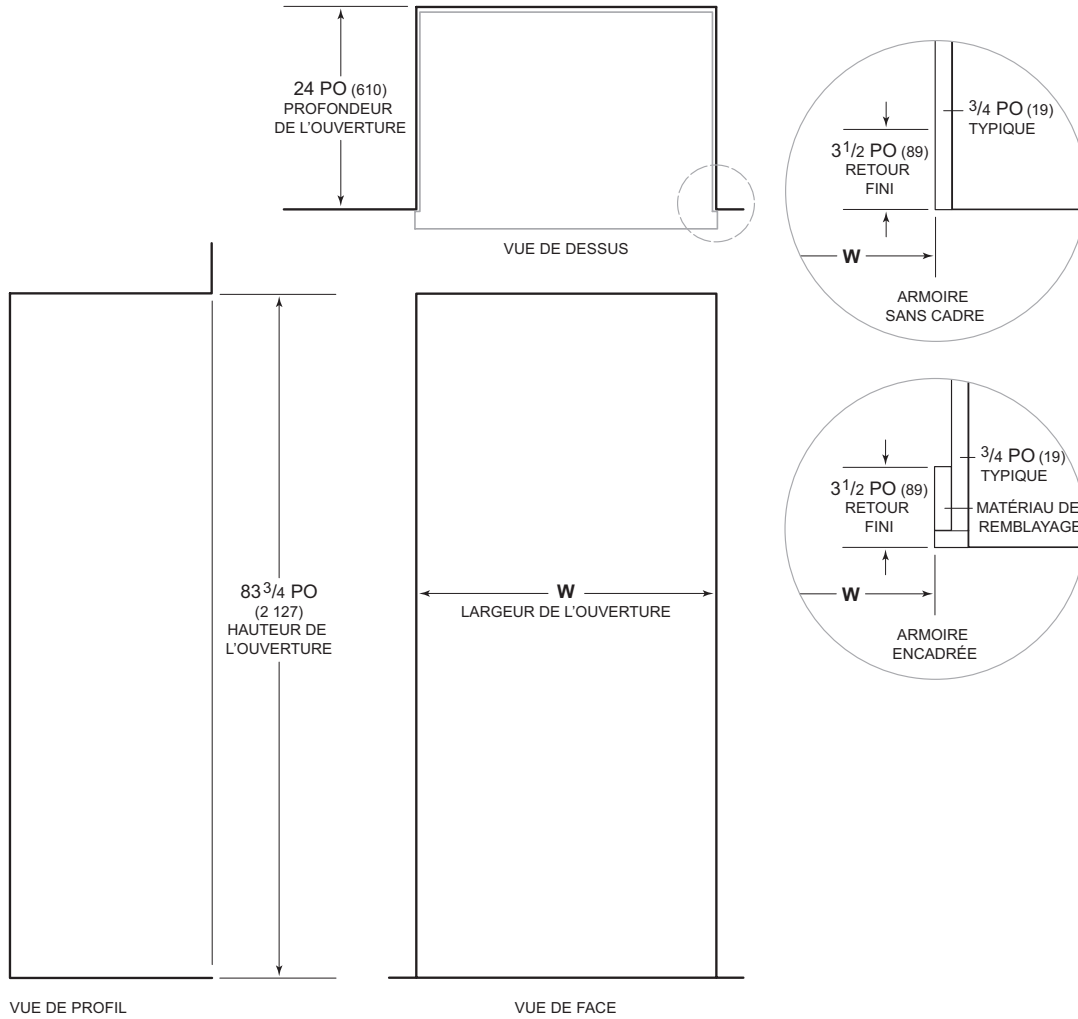 24 PO (610)
PROFONDEUR
DE L'OUVERTURE
VUE DE DESSUS
3/4 PO (19)
TYPIQUE
3 1/2 PO (89)
RETOUR
FINI
W
ARMOIRE
SANS CADRE
3/4 PO (19)
TYPIQUE
3 1/2 PO (89)
RETOUR
FINI
MATÉRIAU DE
REMBLAYAGE
W
ARMOIRE
ENCADRÉE
83 3/4 PO
(2 127)
HAUTEUR DE
L'OUVERTURE
W
LARGEUR DE L'OUVERTURE
VUE DE PROFIL
VUE DE FACE